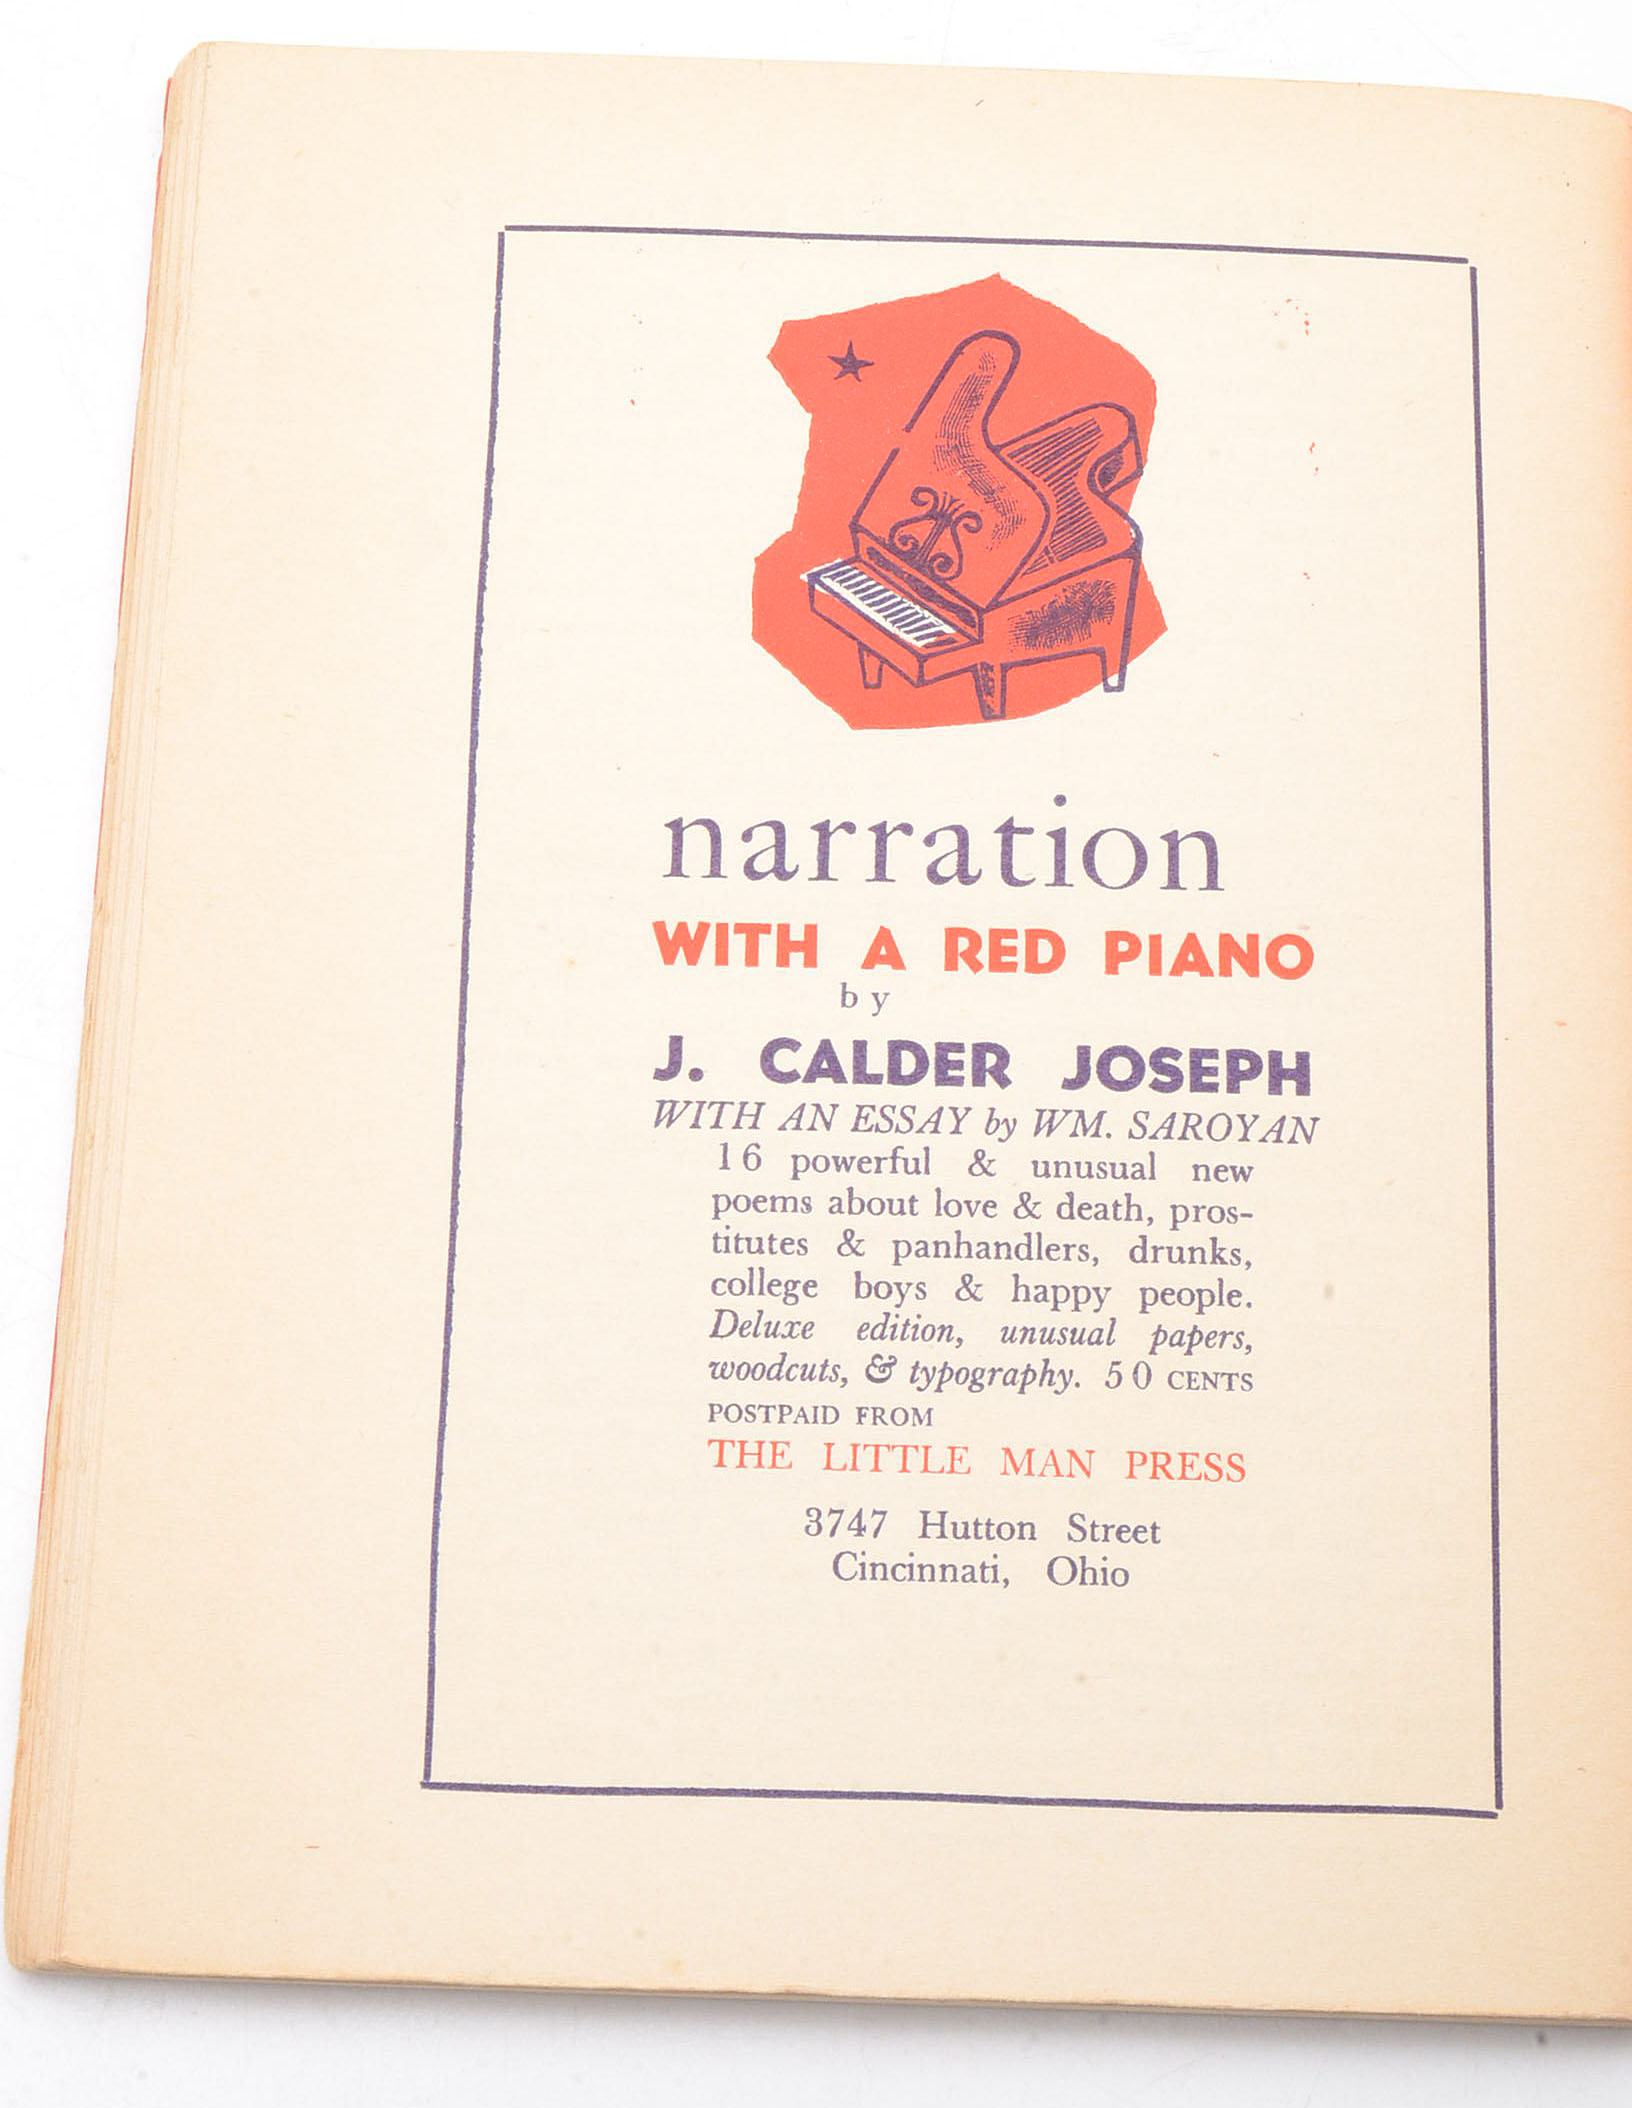 narration
WITH A RED PIANO
by
J. CALDER JOSEPH
WITH AN ESSAY by WM. SAROYAN
16 powerful & unusual new
poems about love & death, pros-
titutes & panhandlers, drunks,
college boys & happy people.
Deluxe edition, unusual papers,
woodcuts, & typography. 50 CENTS
POSTPAID FROM
THE LITTLE MAN PRESS
3747 Hutton Street
Cincinnati, Ohio